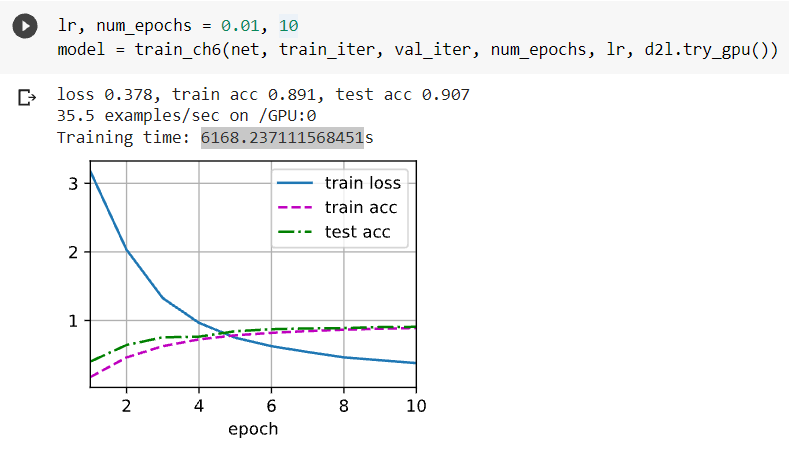 lr, num_epochs = 0.01, 10
model = train_ch6(net, train_iter, val_iter, num_epochs, lr, d2l.try_gpu())
loss 0.378, train acc 0.891, test acc 0.907
35.5 examples/sec on /GPU:0
Training time: 6168.237111568451s
3
2
1
train loss
train acc
test acc
2 4 6 8 10
epoch